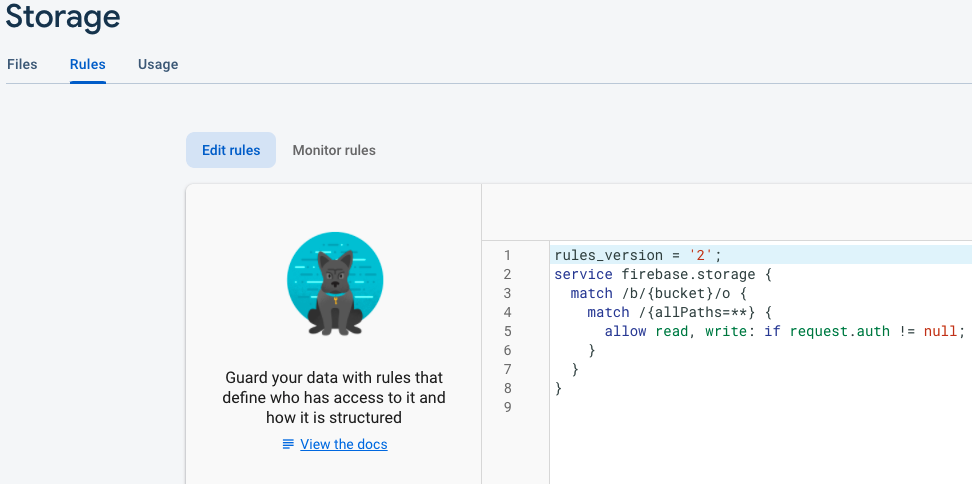 Storage
Files Rules Usage
Edit rules Monitor rules
Guard your data with rules that
define who has access to it and
how it is structured
View the docs
1 rules_version = '2';
2 service firebase.storage {
3   match /b/{bucket}/o {
4     match /{allPaths=**} {
5       allow read, write: if request.auth != null;
6     }
7   }
8 }
9